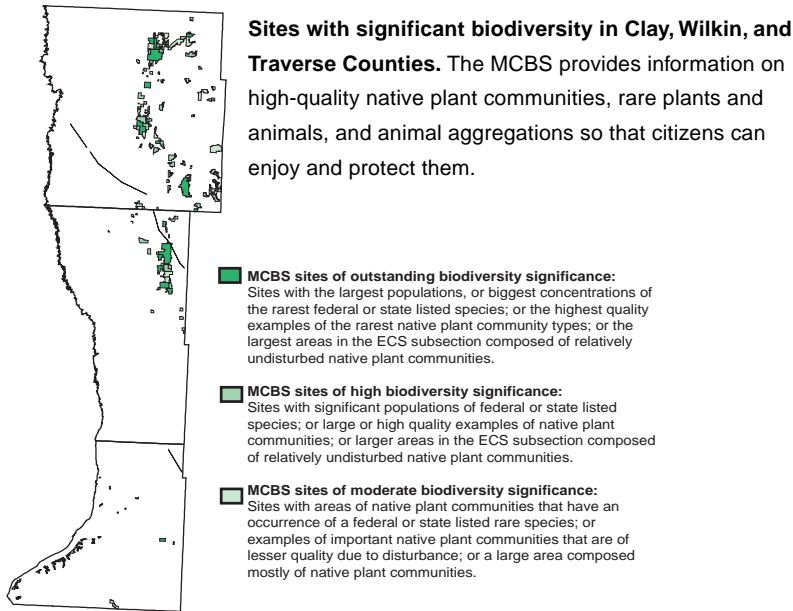 Sites with significant biodiversity in Clay, Wilkin, and
Traverse Counties. The MCBS provides information on
high-quality native plant communities, rare plants and
animals, and animal aggregations so that citizens can
enjoy and protect them.
MCBS sites of outstanding biodiversity significance:
Sites with the largest populations, or biggest concentrations of
the rarest federal or state listed species; or the highest quality
examples of the rarest native plant community types; or the
largest areas in the ECS subsection composed of relatively
undisturbed native plant communities.
MCBS sites of high biodiversity significance:
Sites with significant populations of federal or state listed
species; or large or high quality examples of native plant
communities; or larger areas in the ECS subsection composed
of relatively undisturbed native plant communities.
MCBS sites of moderate biodiversity significance:
Sites with areas of native plant communities that have an
occurrence of a federal or state listed rare species; or
examples of important native plant communities that are of
lesser quality due to disturbance; or a large area composed
mostly of native plant communities.